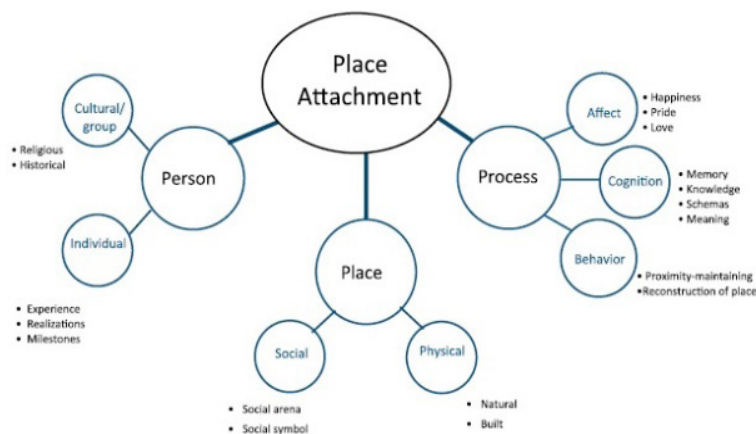 Place
Attachment
Cultural/
group
• Religious
• Historical
Person
Individual
• Experience
• Realizations
• Milestones
Place
Social
• Social arena
• Social symbol
Physical
• Natural
• Built
Process
Affect
• Happiness
• Pride
• Love
Cognition
• Memory
• Knowledge
• Schemas
• Meaning
Behavior
• Proximity-maintaining
•Reconstruction of place